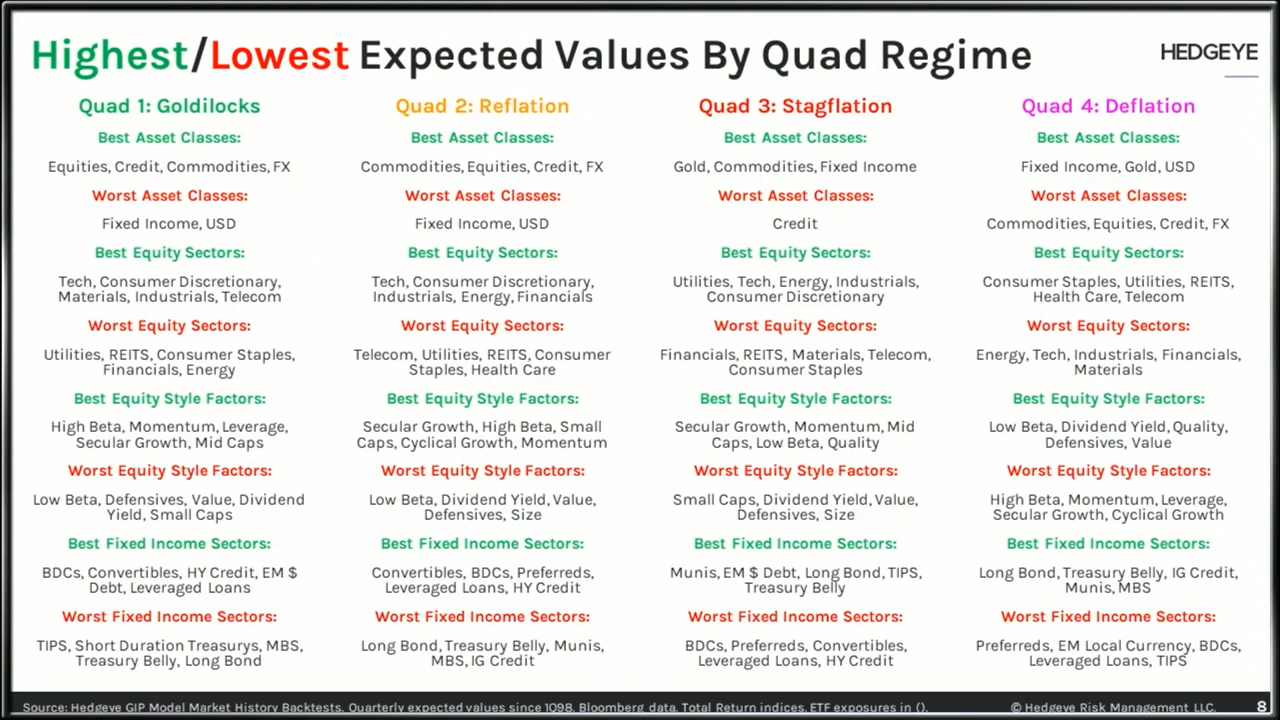 Highest/Lowest Expected Values By Quad Regime
HEDGEYE
Quad 1: Goldilocks
Best Asset Classes:
Equities, Credit, Commodities, FX
Worst Asset Classes:
Fixed Income, USD
Best Equity Sectors:
Tech, Consumer Discretionary,
Materials, Industrials, Telecom
Worst Equity Sectors:
Utilities, REITS, Consumer Staples,
Financials, Energy
Best Equity Style Factors:
High Beta, Momentum, Leverage,
Secular Growth, Mid Caps
Worst Equity Style Factors:
Low Beta, Defensives, Value, Dividend
Yield, Small Caps
Best Fixed Income Sectors:
BDCs, Convertibles, HY Credit, EM $
Debt, Leveraged Loans
Worst Fixed Income Sectors:
TIPS, Short Duration Treasurys, MBS,
Treasury Belly, Long Bond
Quad 2: Reflation
Best Asset Classes:
Commodities, Equities, Credit, FX
Worst Asset Classes:
Fixed Income, USD
Best Equity Sectors:
Tech, Consumer Discretionary,
Industrials, Energy, Financials
Worst Equity Sectors:
Telecom, Utilities, REITS, Consumer
Staples, Health Care
Best Equity Style Factors:
Secular Growth, High Beta, Small
Caps, Cyclical Growth, Momentum
Worst Equity Style Factors:
Low Beta, Dividend Yield, Value,
Defensives, Size
Best Fixed Income Sectors:
Convertibles, BDCs, Preferreds,
Leveraged Loans, HY Credit
Worst Fixed Income Sectors:
Long Bond, Treasury Belly, Munis,
MBS, IG Credit
Quad 3: Stagflation
Best Asset Classes:
Gold, Commodities, Fixed Income
Worst Asset Classes:
Credit
Best Equity Sectors:
Utilities, Tech, Energy, Industrials,
Consumer Discretionary
Worst Equity Sectors:
Financials, REITS, Materials, Telecom,
Consumer Staples
Best Equity Style Factors:
Secular Growth, Momentum, Mid
Caps, Low Beta, Quality
Worst Equity Style Factors:
Small Caps, Dividend Yield, Value,
Defensives, Size
Best Fixed Income Sectors:
Munis, EM $ Debt, Long Bond, TIPS,
Treasury Belly
Worst Fixed Income Sectors:
BDCs, Preferreds, Convertibles,
Leveraged Loans, HY Credit
Quad 4: Deflation
Best Asset Classes:
Fixed Income, Gold, USD
Worst Asset Classes:
Commodities, Equities, Credit, FX
Best Equity Sectors:
Consumer Staples, Utilities, REITS,
Health Care, Telecom
Worst Equity Sectors:
Energy, Tech, Industrials, Financials,
Materials
Best Equity Style Factors:
Low Beta, Dividend Yield, Quality,
Defensives, Value
Worst Equity Style Factors:
High Beta, Momentum, Leverage,
Secular Growth, Cyclical Growth
Best Fixed Income Sectors:
Long Bond, Treasury Belly, IG Credit,
Munis, MBS
Worst Fixed Income Sectors:
Preferreds, EM Local Currency, BDCs,
Leveraged Loans, TIPS
Source: Hedgeye GIP Model Market History Backtests. Quarterly expected values since 1098. Bloomberg data. Total Return indices. ETF exposures in ().
© Hedgeye Risk Management LLC.
8